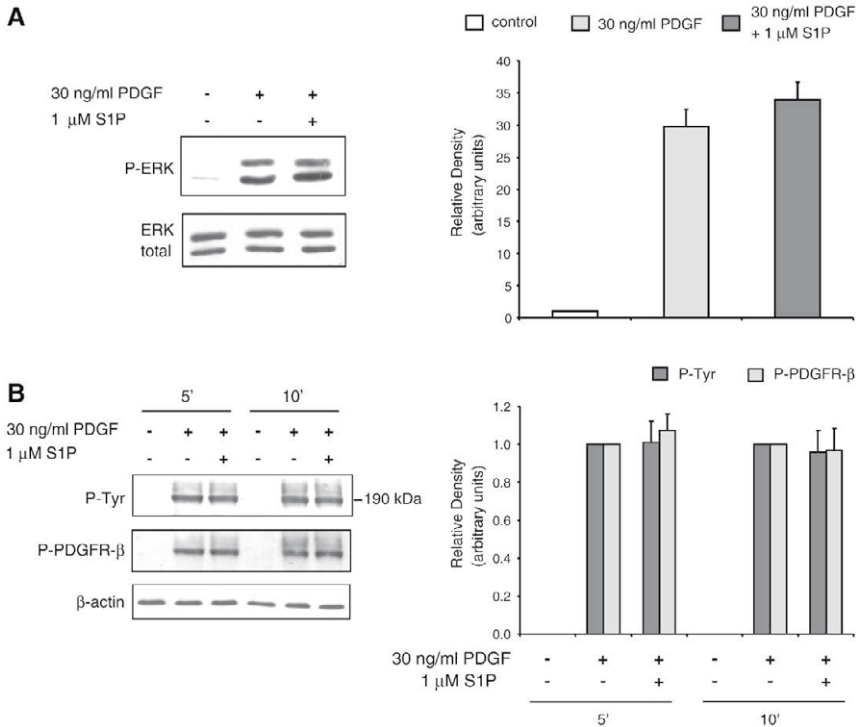 A
30 ng/ml PDGF - + +
1 μM S1P - - +
P-ERK
ERK
total
control
30 ng/ml PDGF
30 ng/ml PDGF
+ 1 μM S1P
Relative Density
(arbitrary units)
40
35
30
25
20
15
10
5
0
B
5' 10'
30 ng/ml PDGF - + + - + +
1 μM S1P - - + - - +
P-Tyr
190 kDa
P-PDGFR-β
β-actin
P-Tyr
P-PDGFR-β
Relative Density
(arbitrary units)
1.2
1.0
0.8
0.6
0.4
0.2
0.0
30 ng/ml PDGF - + + - + +
1 μM S1P - - + - - +
5' 10'